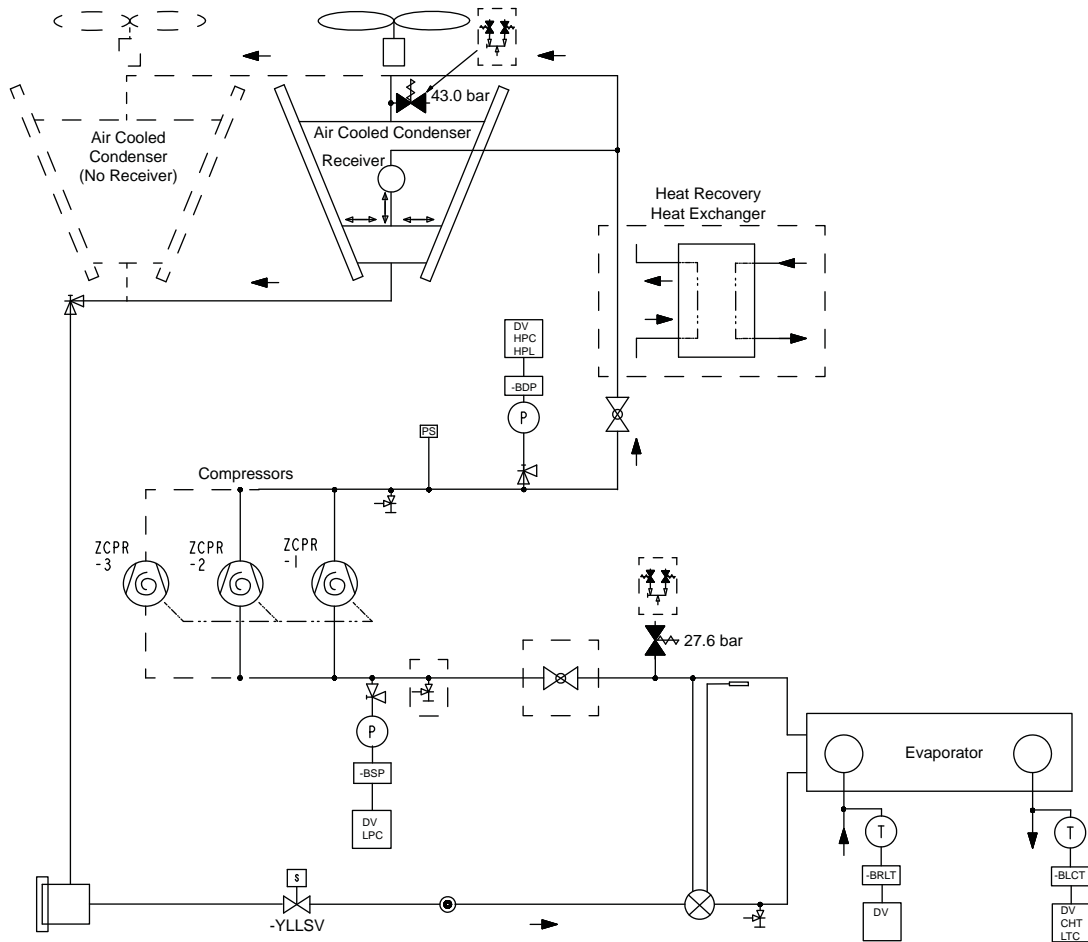 43.0 bar
Air Cooled
Condenser
(No Receiver)
Air Cooled Condenser
Receiver
Heat Recovery
Heat Exchanger
DV
HPC
HPL
-BDP
P
PS
Compressors
ZCPR
-3
ZCPR
-2
ZCPR
-1
27.6 bar
P
-BSP
DV
LPC
Evaporator
T
T
-BRLT
-BLCT
DV
DV
CHT
LTC
S
-YLLSV